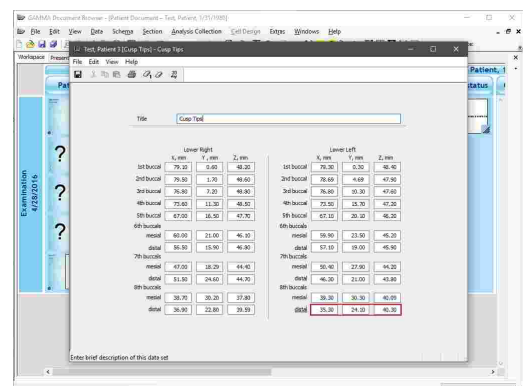 GAMMA Document Browser - [Patient Document - Test, Patient, 1/31/1989]
File Edit View Data Schema Section Analysis Collection Cell Design Extras Windows Help
Workspace Present
Test, Patient 3 [Cusp Tips] - Cusp Tips
File Edit View Help
Patient, 1
Pat
status
Examination
4/28/2016
?
?
?
Title Cusp Tips
Lower Right Lower Left
X, mm Y, mm Z, mm X, mm Y, mm Z, mm
1st buccal 79.10 0.60 48.20 1st buccal 79.30 0.30 48.40
2nd buccal 79.50 1.70 48.60 2nd buccal 78.69 4.69 47.90
3rd buccal 76.80 7.20 48.80 3rd buccal 76.80 10.30 47.60
4th buccal 73.60 11.30 48.50 4th buccal 73.50 15.70 47.20
5th buccal 67.00 16.50 47.70 5th buccal 67.10 20.10 46.20
6th buccals 6th buccals
mesial 60.00 21.00 46.10 mesial 59.90 23.50 45.20
distal 56.50 15.90 46.80 distal 57.10 19.00 45.90
7th buccals 7th buccals
mesial 47.00 18.29 44.40 mesial 50.40 27.90 44.20
distal 51.50 24.60 44.70 distal 46.30 21.00 43.80
8th buccals 8th buccals
mesial 38.70 30.20 37.80 mesial 39.30 30.30 40.09
distal 36.90 22.80 39.59 distal 35.30 24.10 40.30
Enter brief description of this data set